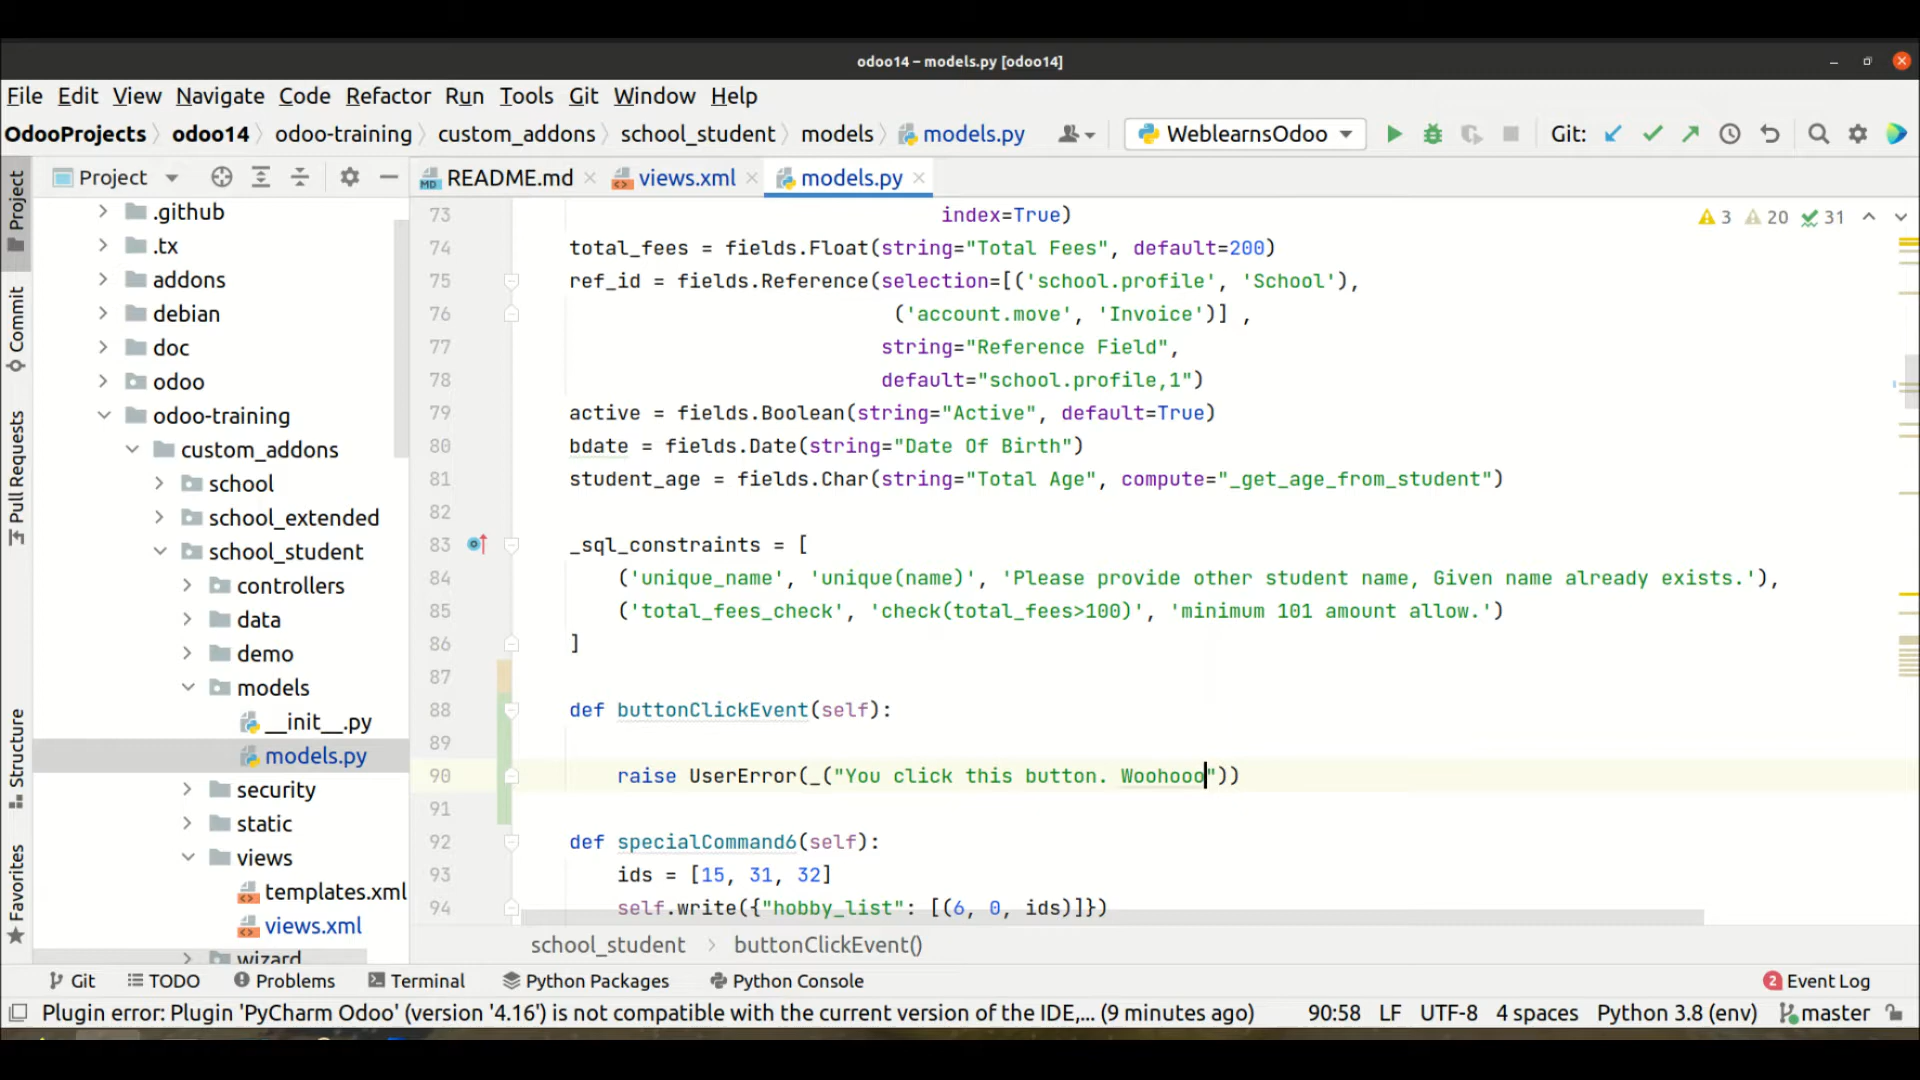 odoo14 – models.py [odoo14]
File Edit View Navigate Code Refactor Run Tools Git Window Help
OdooProjects odoo14 odoo-training custom_addons school_student models models.py WeblearnsOdoo Git:
Project README.md views.xml models.py
Project
Commit
Pull Requests
Structure
Favorites
.github
.tx
addons
debian
doc
odoo
odoo-training
custom_addons
school
school_extended
school_student
controllers
data
demo
models
__init__.py
models.py
security
static
views
templates.xml
views.xml
wizard
3 20 31
73 index=True)
74 total_fees = fields.Float(string="Total Fees", default=200)
75 ref_id = fields.Reference(selection=[('school.profile', 'School'),
76 ('account.move', 'Invoice')] ,
77 string="Reference Field",
78 default="school.profile,1")
79 active = fields.Boolean(string="Active", default=True)
80 bdate = fields.Date(string="Date Of Birth")
81 student_age = fields.Char(string="Total Age", compute="_get_age_from_student")
82
83 _sql_constraints = [
84 ('unique_name', 'unique(name)', 'Please provide other student name, Given name already exists.'),
85 ('total_fees_check', 'check(total_fees>100)', 'minimum 101 amount allow.')
86 ]
87
88 def buttonClickEvent(self):
89
90 raise UserError(_("You click this button. Woohooo"))
91
92 def specialCommand6(self):
93 ids = [15, 31, 32]
94 self.write({"hobby_list": [(6, 0, ids)]})
school_student buttonClickEvent()
Git TODO Problems Terminal Python Packages Python Console 2 Event Log
Plugin error: Plugin 'PyCharm Odoo' (version '4.16') is not compatible with the current version of the IDE,... (9 minutes ago) 90:58 LF UTF-8 4 spaces Python 3.8 (env) master